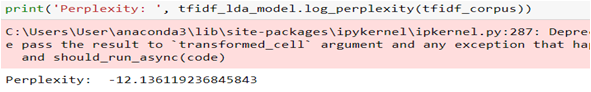 print('Perplexity: ', tfidf_lda_model.log_perplexity(tfidf_corpus))
C:\Users\User\anaconda3\lib\site-packages\ipykernel\ipkernel.py:287: Depre
e pass the result to `transformed_cell` argument and any exception that hap
and should_run_async(code)
Perplexity:  -12.136119236845843